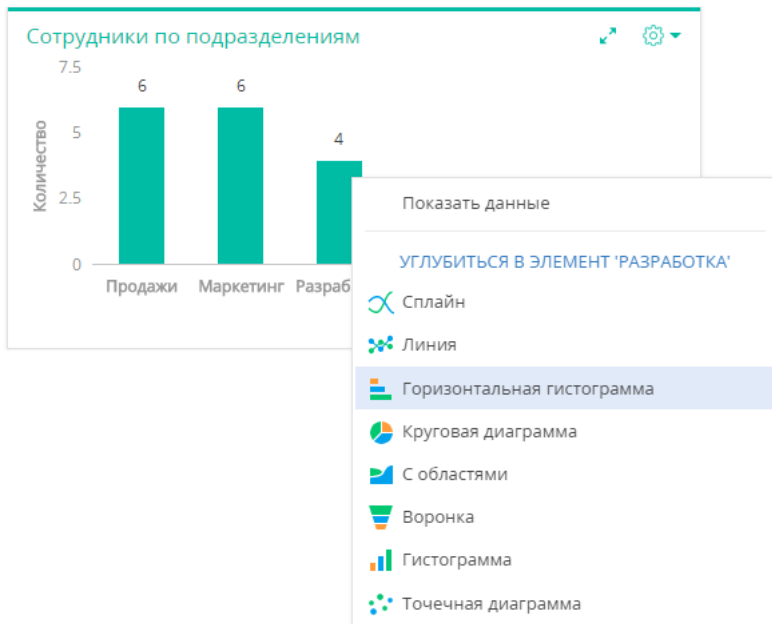 Сотрудники по подразделениям
7.5
6
6
5
4
Количество
2.5
0
Продажи
Маркетинг
Показать данные
УГЛУБИТЬСЯ В ЭЛЕМЕНТ 'РАЗРАБОТКА'
Сплайн
Линия
Горизонтальная гистограмма
Круговая диаграмма
С областями
Воронка
Гистограмма
Точечная диаграмма